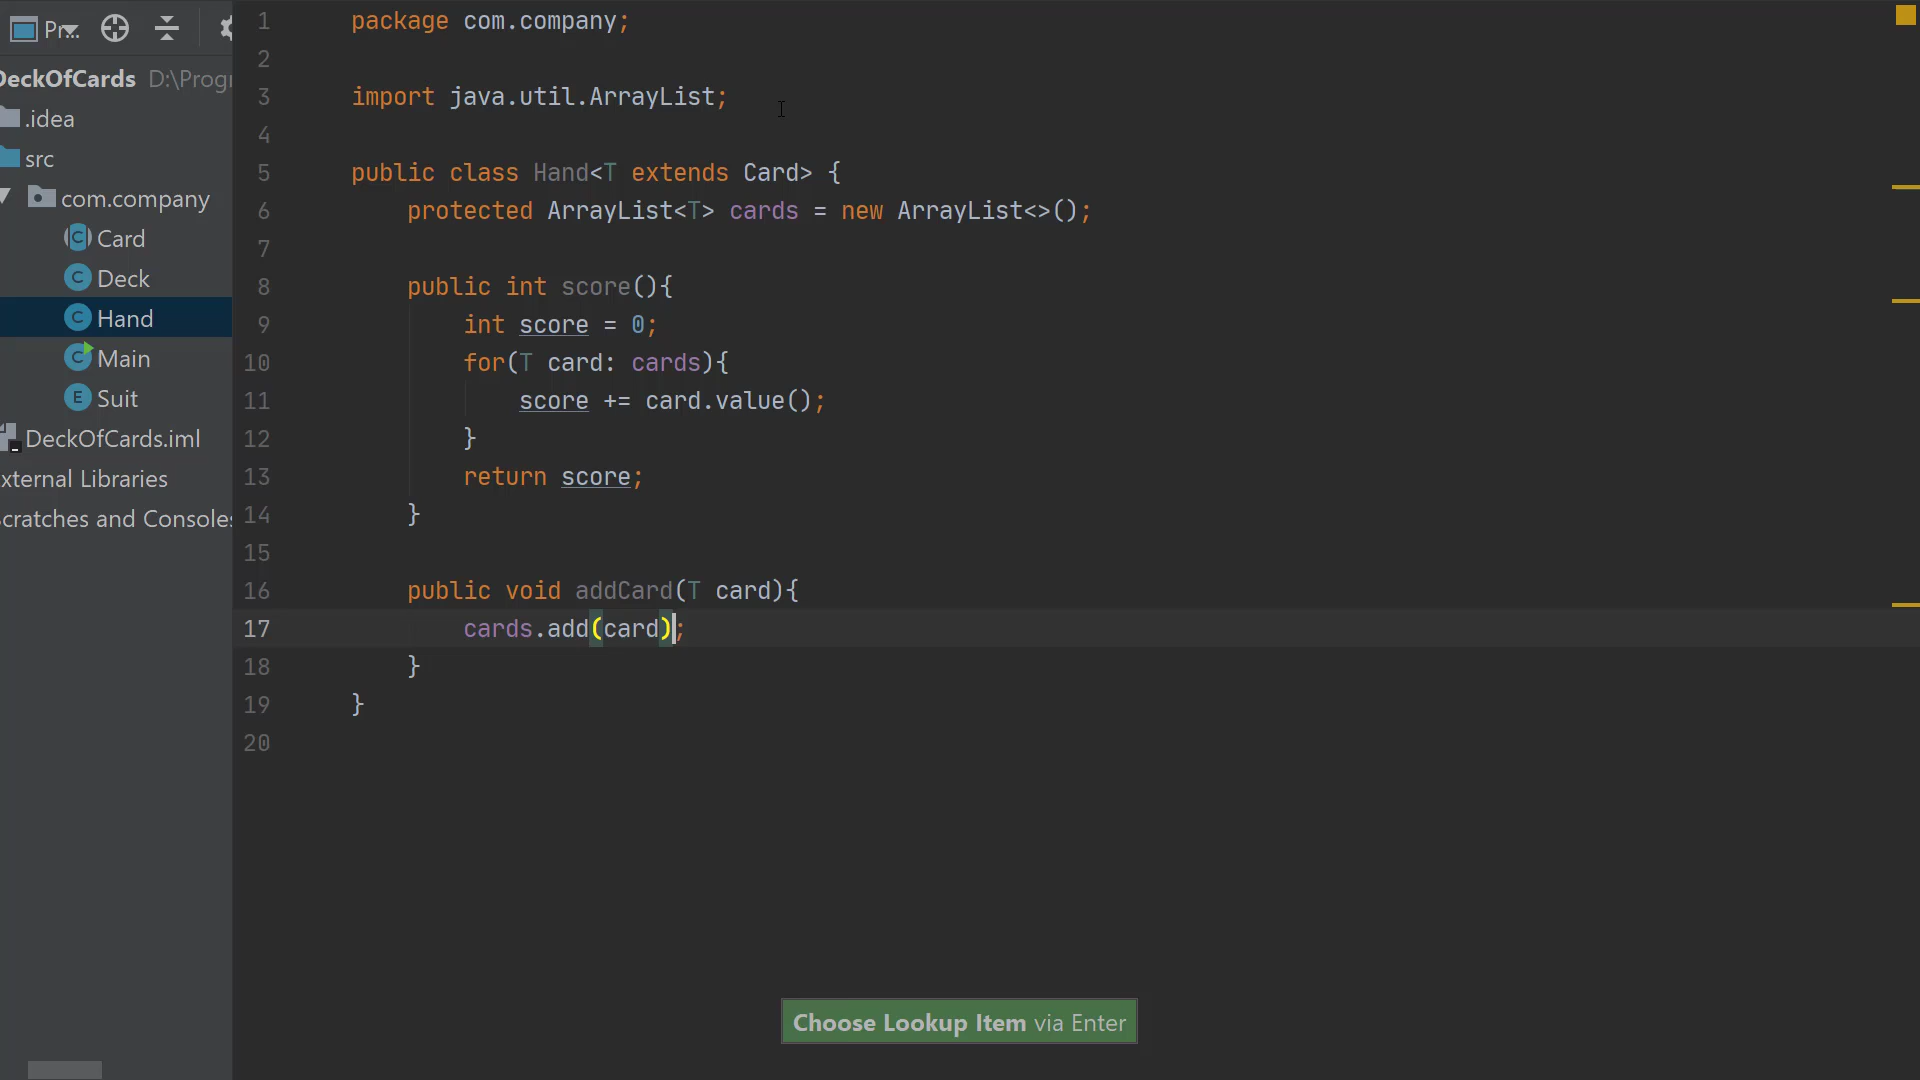 Pr...
DeckOfCards D:\Progr
.idea
src
com.company
Card
Deck
Hand
Main
Suit
DeckOfCards.iml
xternal Libraries
cratches and Consoles
1 package com.company;
2
3 import java.util.ArrayList;
4
5 public class Hand<T extends Card> {
6 protected ArrayList<T> cards = new ArrayList<>();
7
8 public int score(){
9 int score = 0;
10 for(T card: cards){
11 score += card.value();
12 }
13 return score;
14 }
15
16 public void addCard(T card){
17 cards.add(card);
18 }
19 }
20
Choose Lookup Item via Enter